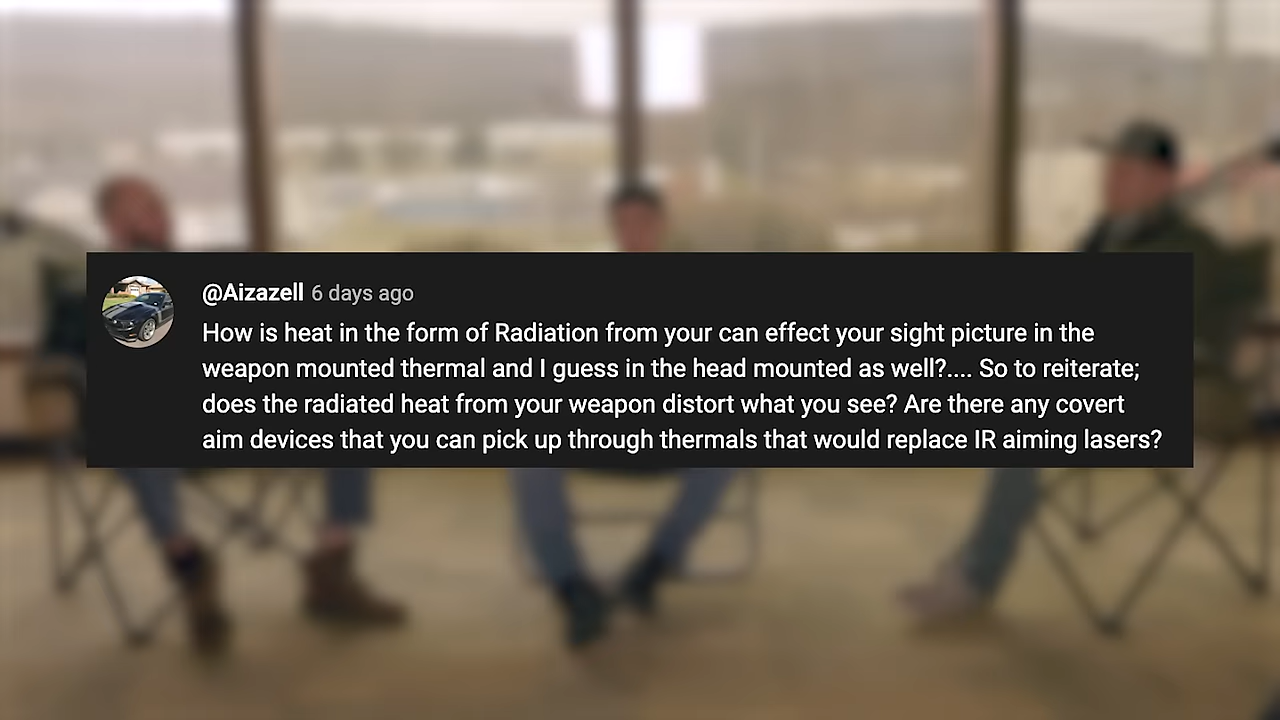 @Aizazell 6 days ago
How is heat in the form of Radiation from your can effect your sight picture in the
weapon mounted thermal and I guess in the head mounted as well?.... So to reiterate;
does the radiated heat from your weapon distort what you see? Are there any covert
aim devices that you can pick up through thermals that would replace IR aiming lasers?